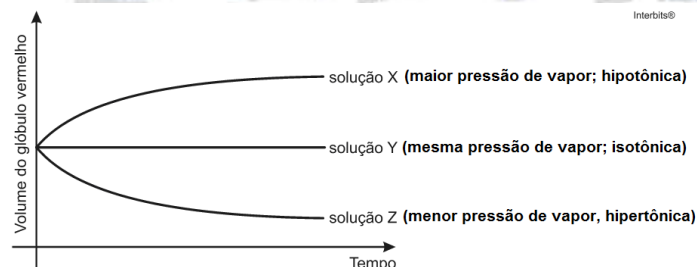 Interbits®
Volume do glóbulo vermelho
solução X (maior pressão de vapor; hipotônica)
solução Y (mesma pressão de vapor; isotônica)
solução Z (menor pressão de vapor, hipertônica)
Tempo